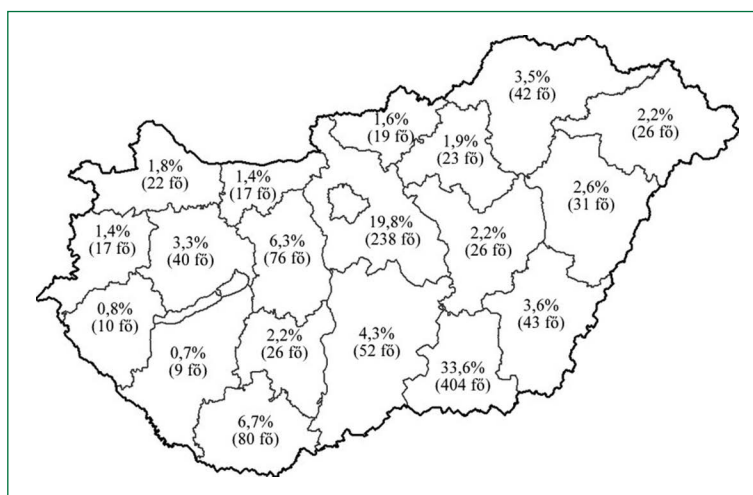 3,5%
(42 fő)
1,6%
(19 fő)
2,2%
(26 fő)
1,9%
(23 fő)
1,8%
(22 fő)
1,4%
(17 fő)
2,6%
(31 fő)
19,8%
(238 fő)
1,4%
(17 fő)
3,3%
(40 fő)
6,3%
(76 fő)
2,2%
(26 fő)
0,8%
(10 fő)
3,6%
(43 fő)
0,7%
(9 fő)
2,2%
(26 fő)
4,3%
(52 fő)
33,6%
(404 fő)
6,7%
(80 fő)